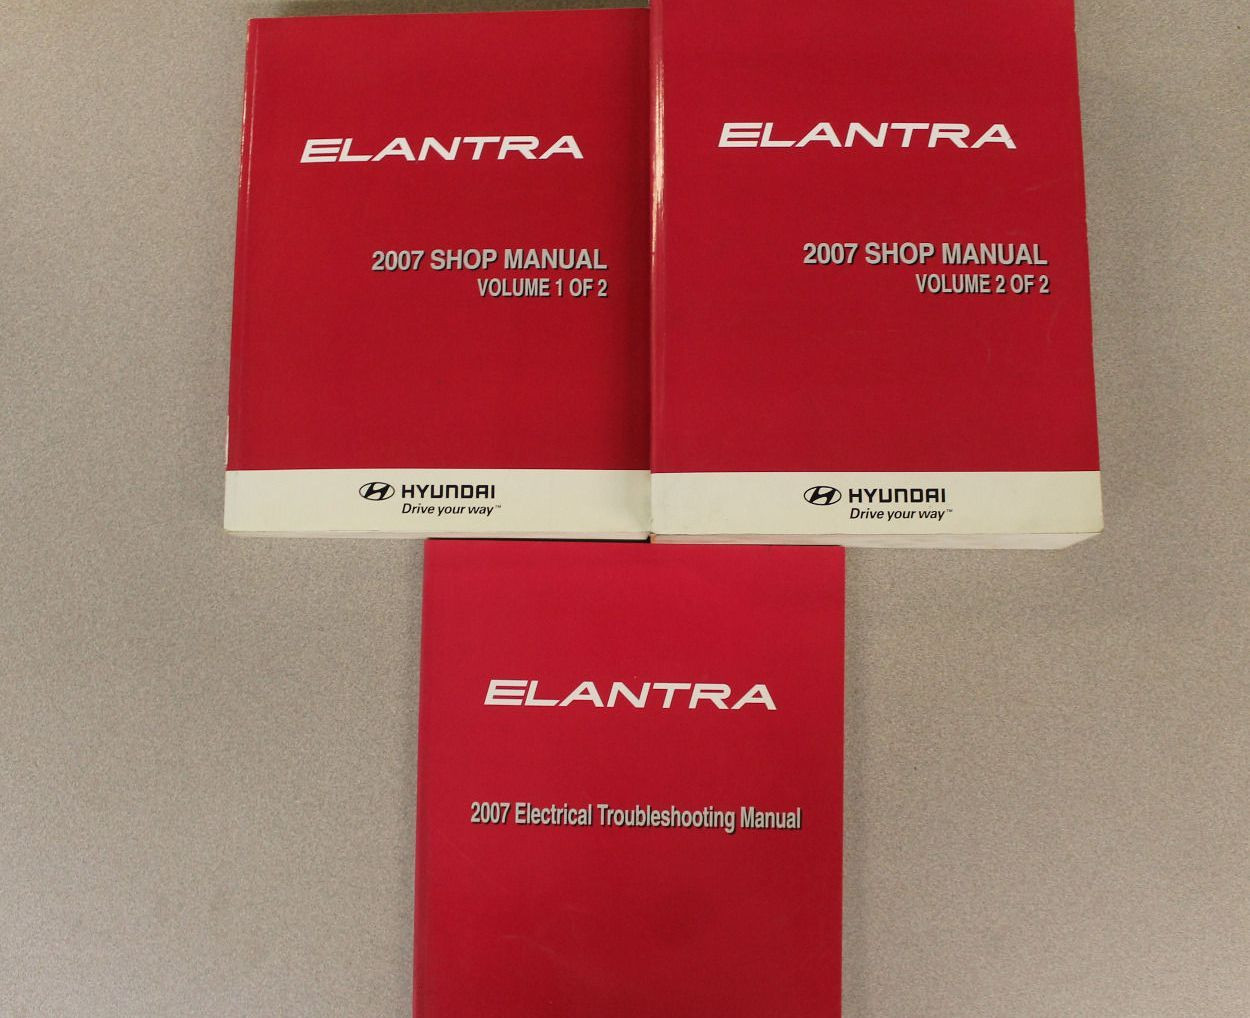 ELANTRA
2007 SHOP MANUAL
VOLUME 1 OF 2
HYUNDAI
Drive your way™
ELANTRA
2007 SHOP MANUAL
VOLUME 2 OF 2
HYUNDAI
Drive your way™
ELANTRA
2007 Electrical Troubleshooting Manual